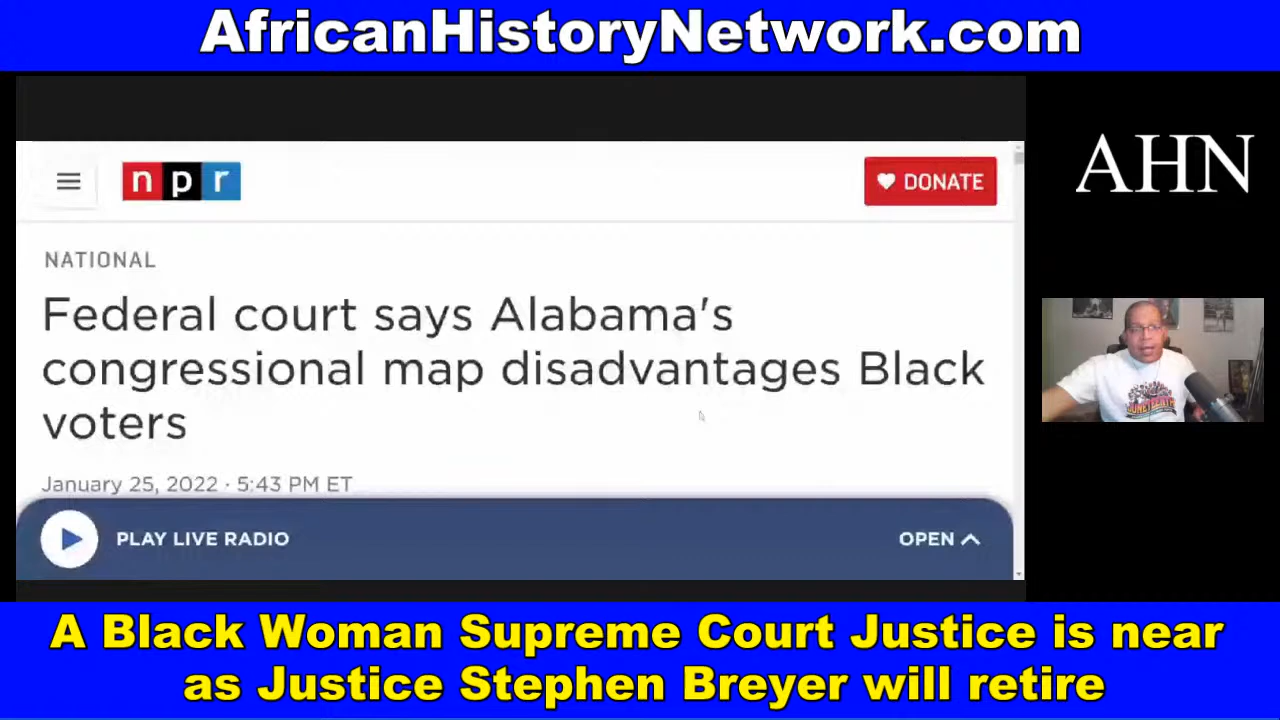 AfricanHistoryNetwork.com
AHN
npr
DONATE
NATIONAL
Federal court says Alabama's
congressional map disadvantages Black
voters
January 25, 2022 · 5:43 PM ET
PLAY LIVE RADIO
OPEN
JUNETEENTH
A Black Woman Supreme Court Justice is near
as Justice Stephen Breyer will retire